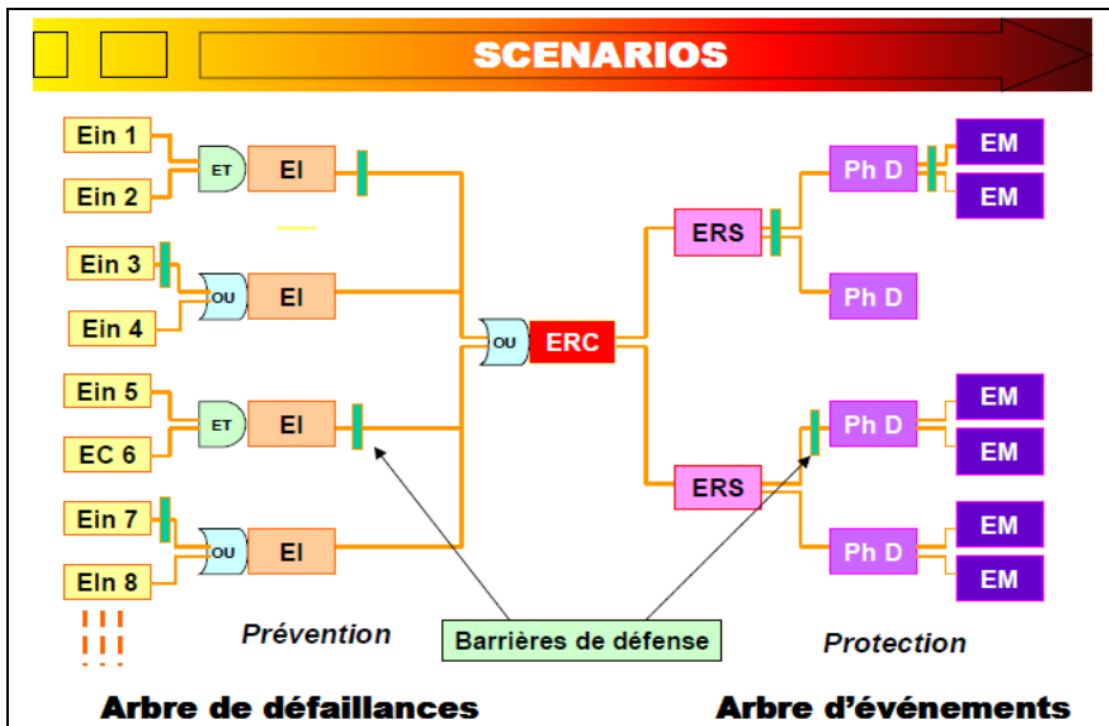 SCENARIOS
Ein 1
Ein 2
ET
EI
Ein 3
Ein 4
OU
EI
Ein 5
EC 6
ET
EI
Ein 7
EIn 8
OU
EI
OU
ERC
ERS
ERS
Ph D
Ph D
Ph D
Ph D
EM
EM
EM
EM
EM
EM
Prévention
Barrières de défense
Protection
Arbre de défaillances
Arbre d'événements